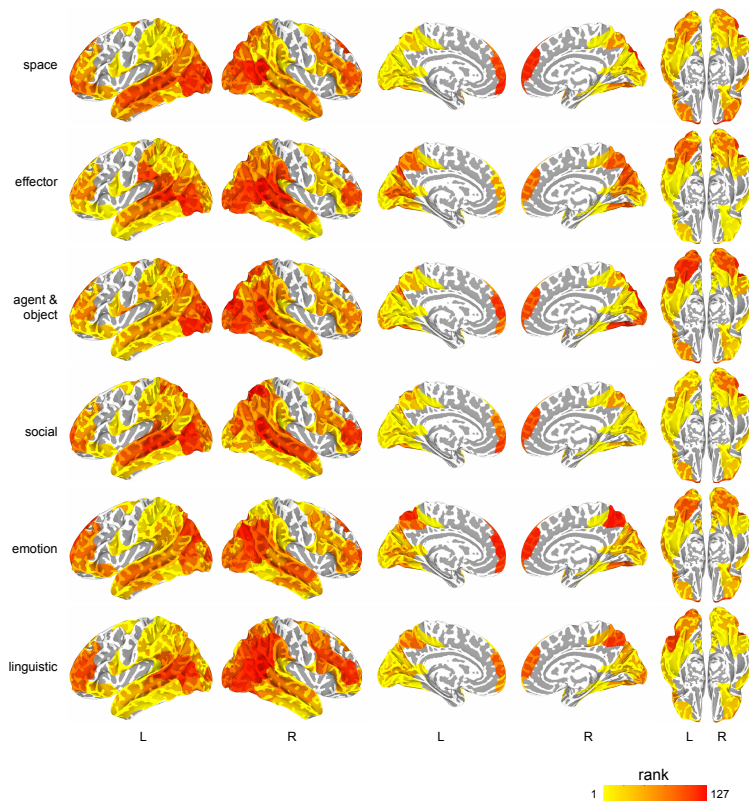 space
effector
agent &
object
social
emotion
linguistic
L R L R L R
rank
1 127